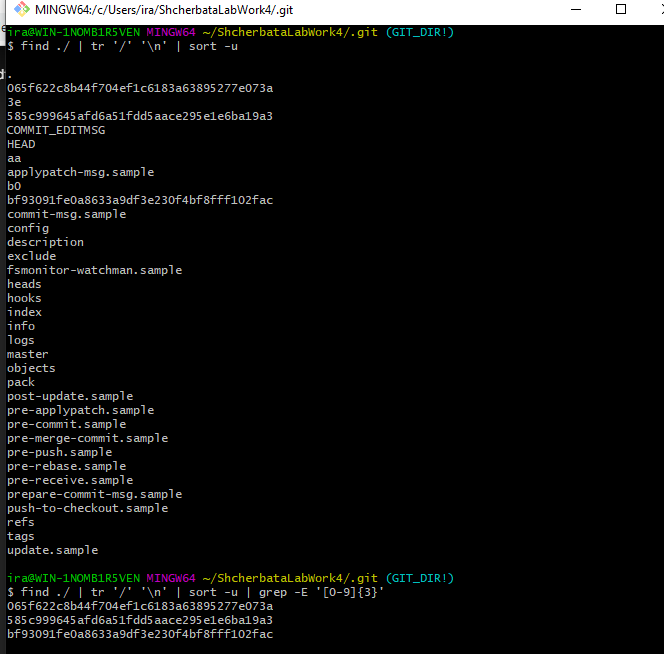 MINGW64:/c/Users/ira/ShcherbataLabWork4/.git
ira@WIN-1NOMB1R5VEN MINGW64 ~/ShcherbataLabWork4/.git (GIT_DIR!)
$ find ./ | tr '/' '\n' | sort -u
.
065f622c8b44f704ef1c6183a63895277e073a
3e
585c999645afd6a51fdd5aace295e1e6ba19a3
COMMIT_EDITMSG
HEAD
aa
applypatch-msg.sample
b0
bf93091fe0a8633a9df3e230f4bf8fff102fac
commit-msg.sample
config
description
exclude
fsmonitor-watchman.sample
heads
hooks
index
info
logs
master
objects
pack
post-update.sample
pre-applypatch.sample
pre-commit.sample
pre-merge-commit.sample
pre-push.sample
pre-rebase.sample
pre-receive.sample
prepare-commit-msg.sample
push-to-checkout.sample
refs
tags
update.sample
ira@WIN-1NOMB1R5VEN MINGW64 ~/ShcherbataLabWork4/.git (GIT_DIR!)
$ find ./ | tr '/' '\n' | sort -u | grep -E '[0-9]{3}'
065f622c8b44f704ef1c6183a63895277e073a
585c999645afd6a51fdd5aace295e1e6ba19a3
bf93091fe0a8633a9df3e230f4bf8fff102fac